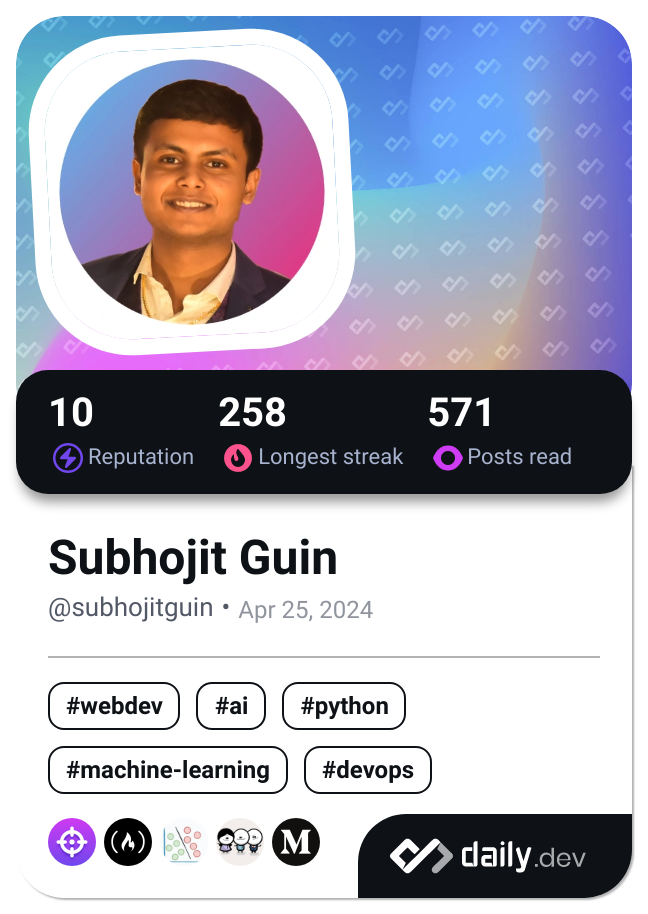 10 258 571
Reputation Longest streak Posts read
Subhojit Guin
@subhojitguin • Apr 25, 2024
#webdev #ai #python
#machine-learning #devops
M
daily.dev